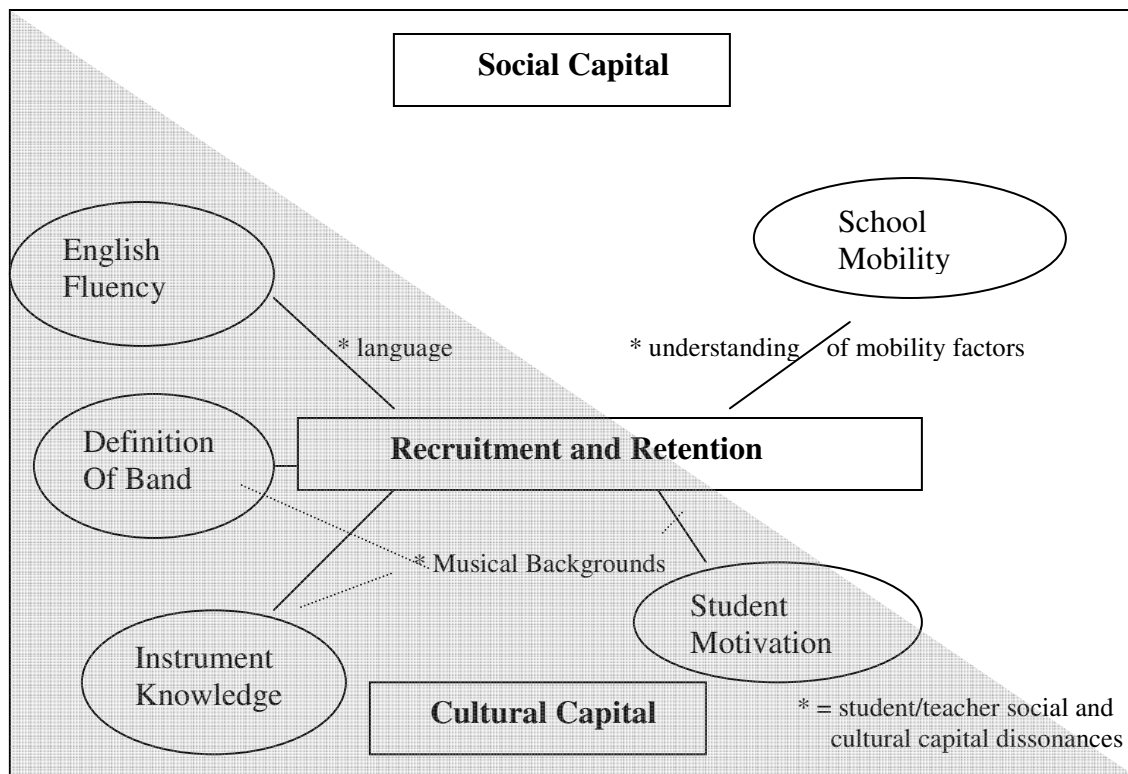 Social Capital
School
Mobility
English
Fluency
* language
* understanding of mobility factors
Definition
Of Band
Recruitment and Retention
* Musical Backgrounds
Student
Motivation
Instrument
Knowledge
Cultural Capital
* = student/teacher social and
cultural capital dissonances